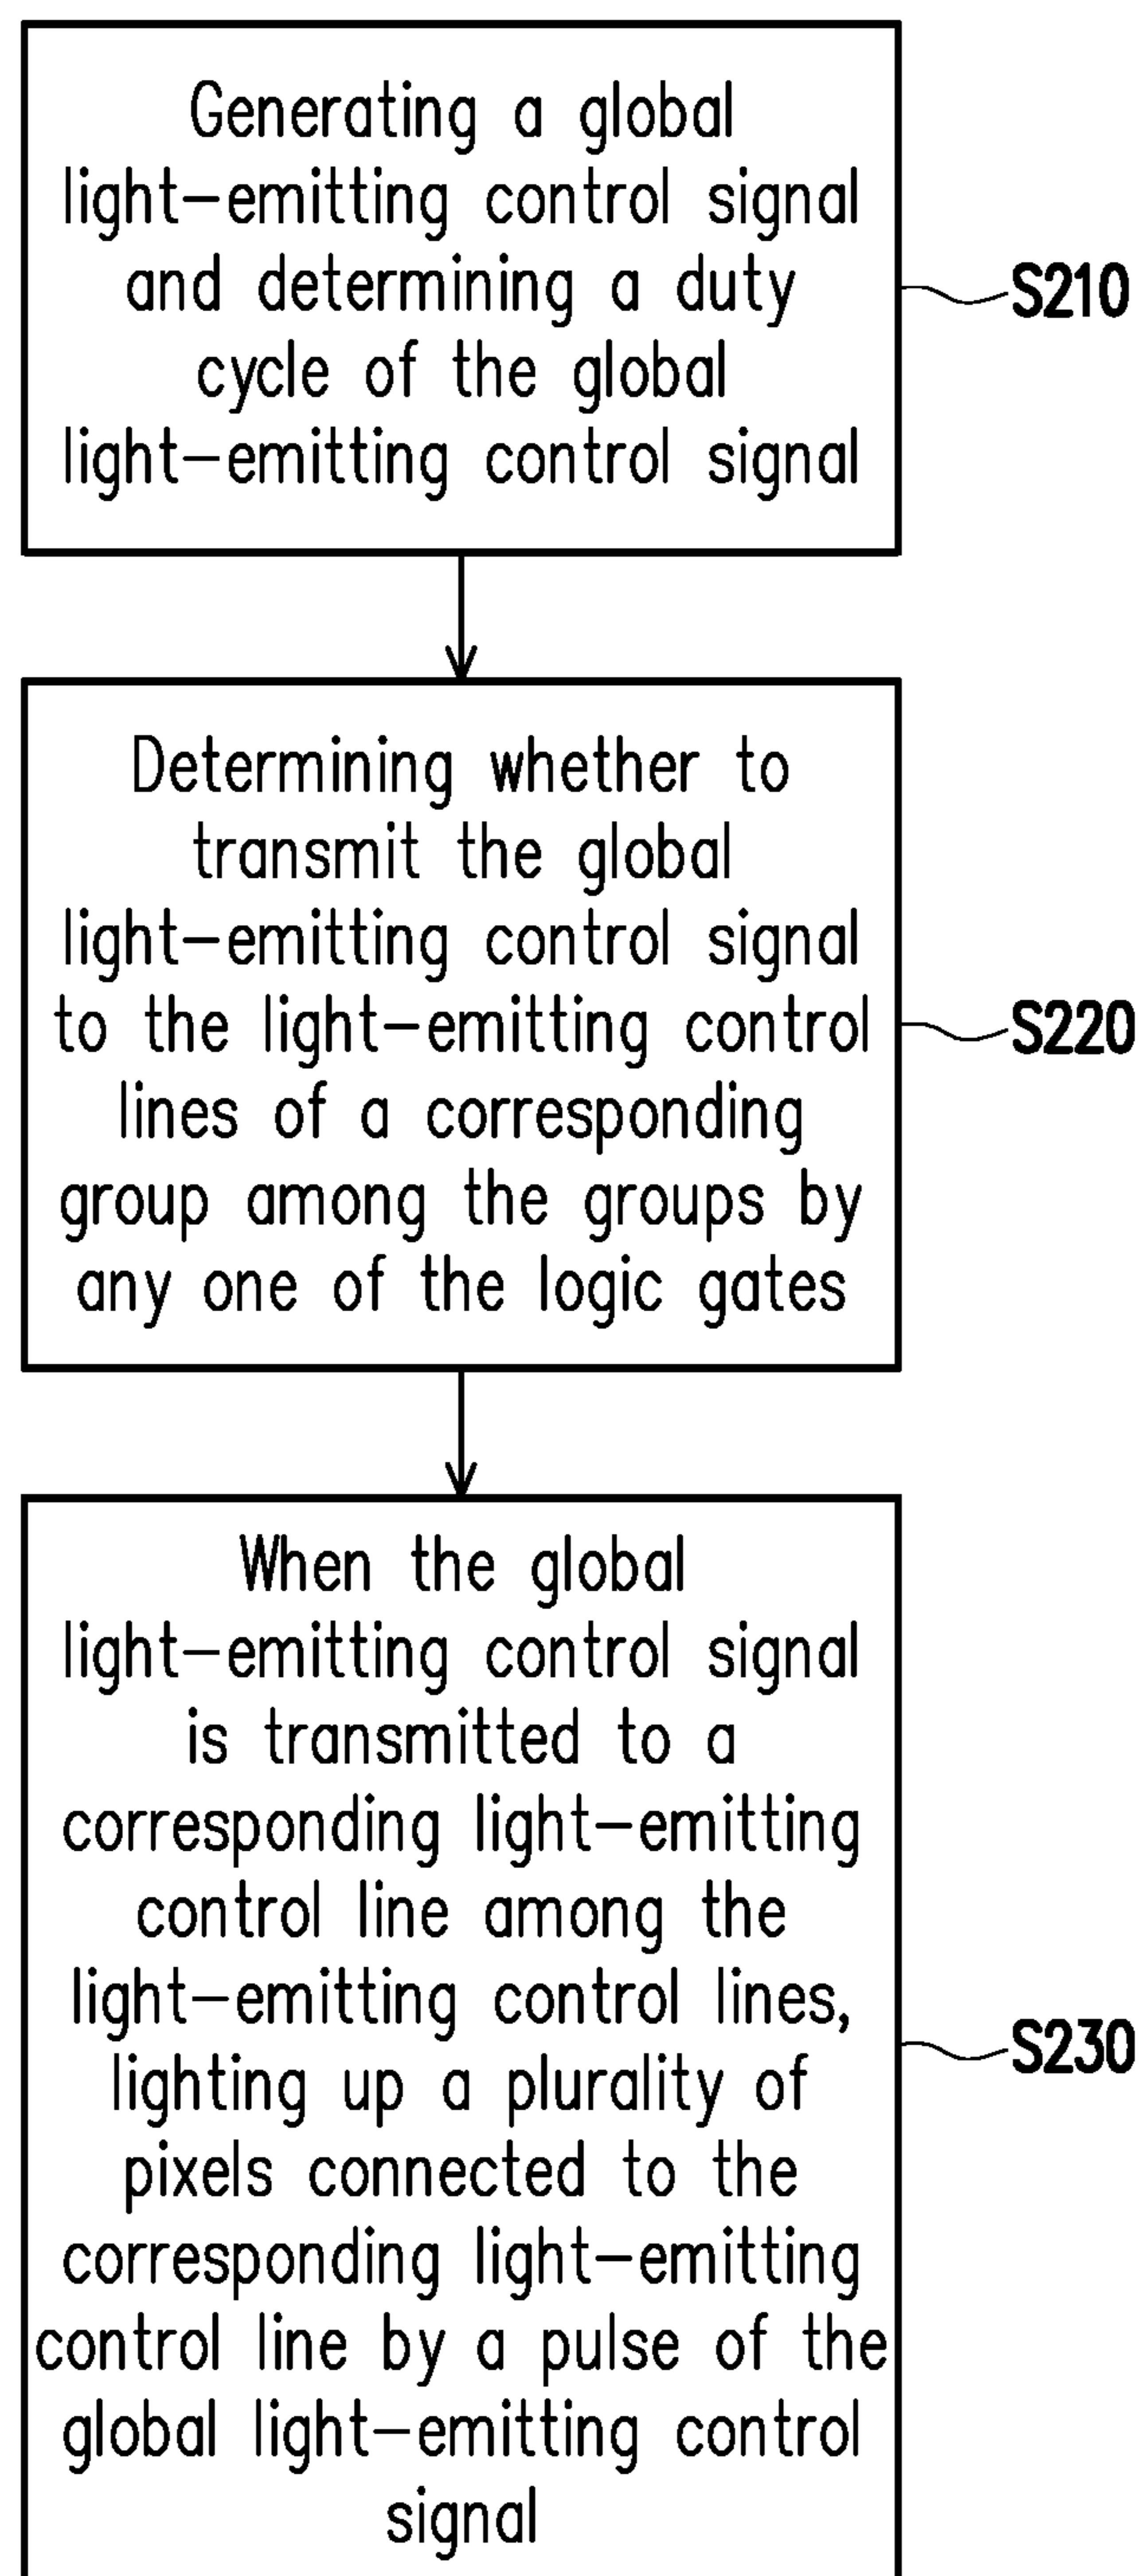 Generating a global
light-emitting control signal
and determining a duty
cycle of the global
light-emitting control signal
S210
Determining whether to
transmit the global
light-emitting control signal
to the light-emitting control
lines of a corresponding
group among the groups by
any one of the logic gates
S220
When the global
light-emitting control signal
is transmitted to a
corresponding light-emitting
control line among the
light-emitting control lines,
lighting up a plurality of
pixels connected to the
corresponding light-emitting
control line by a pulse of the
global light-emitting control
signal
S230